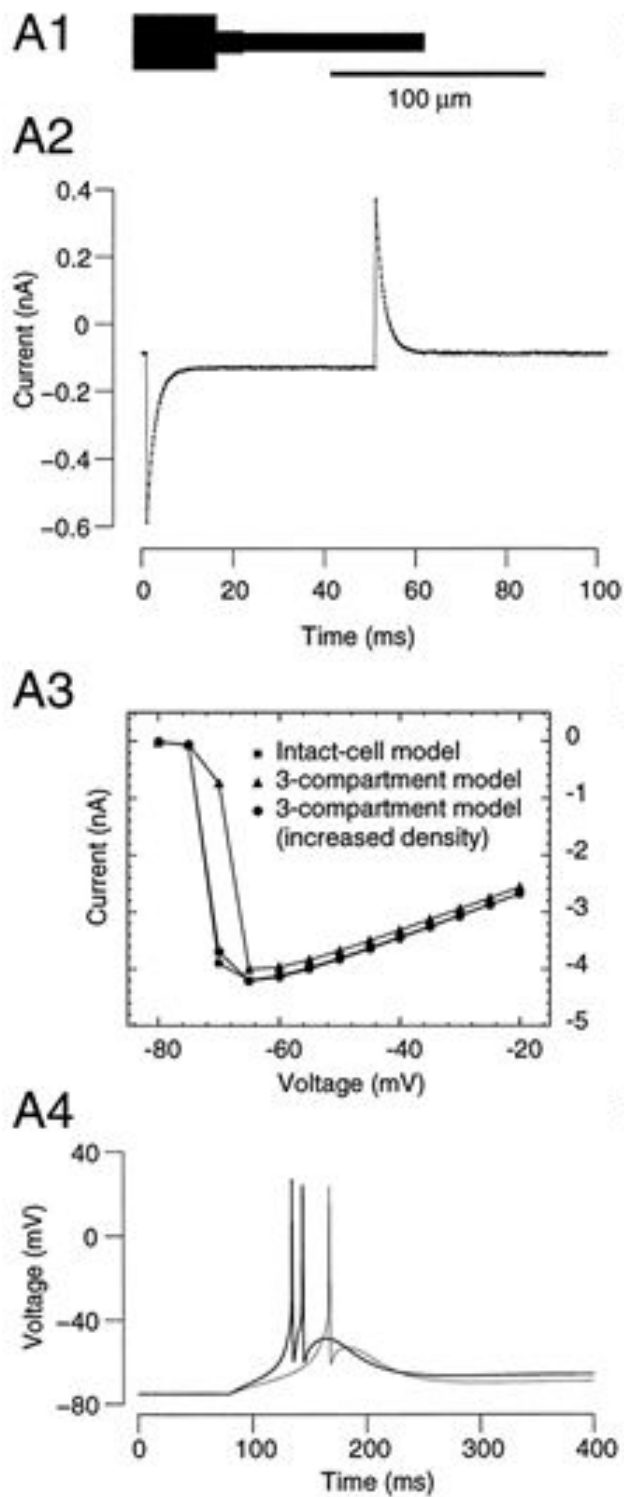 A1
100 μm
A2
0.4
0.2
0
−0.2
−0.4
−0.6
Current (nA)
0 20 40 60 80 100
Time (ms)
A3
Intact-cell model
3-compartment model
3-compartment model
(increased density)
Current (nA)
0
-1
-2
-3
-4
-5
-80 -60 -40 -20
Voltage (mV)
A4
40
0
−40
−80
Voltage (mV)
0 100 200 300 400
Time (ms)